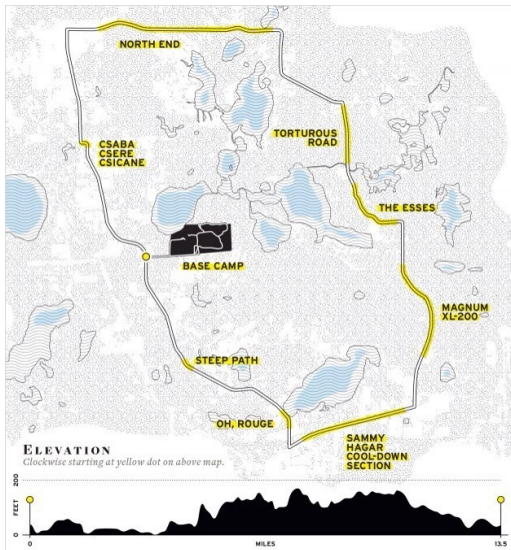 NORTH END
TORTUROUS
ROAD
CSABA
CSERE
CSICANE
THE ESSES
BASE CAMP
MAGNUM
XL-200
STEEP PATH
OH, ROUGE
SAMMY
HAGAR
COOL-DOWN
SECTION
ELEVATION
Clockwise starting at yellow dot on above map.
200
FEET
0
0
MILES
13.5